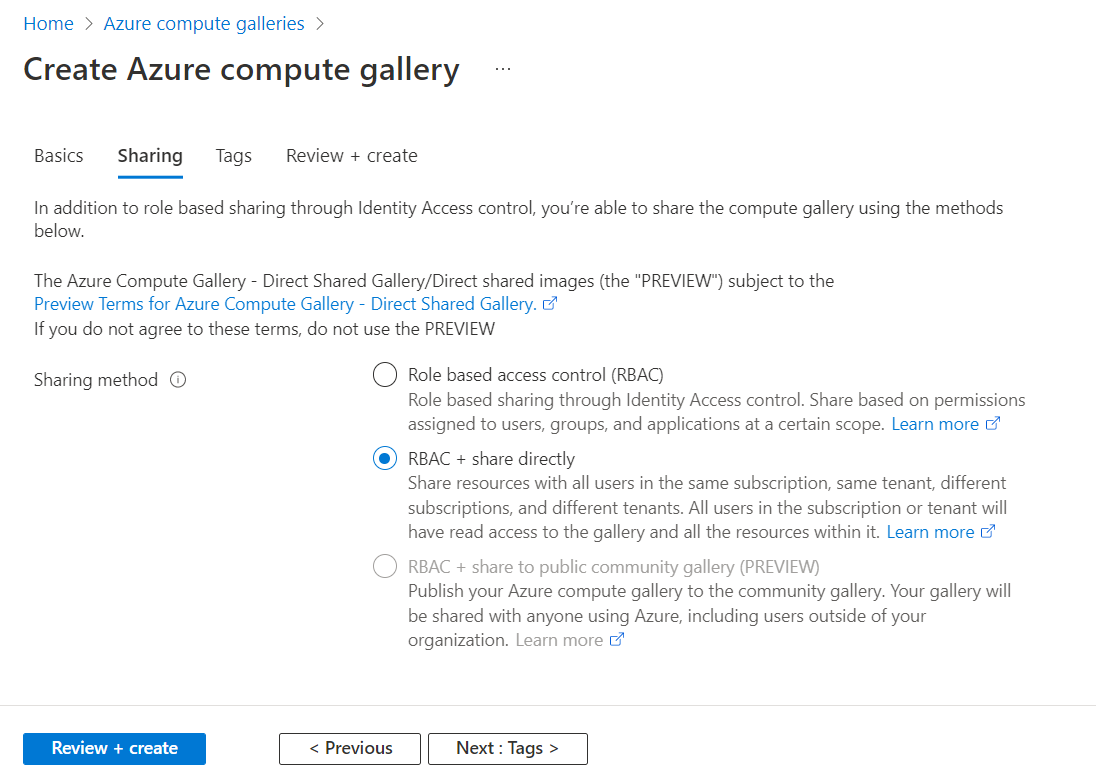 Home > Azure compute galleries >
Create Azure compute gallery ...
Basics Sharing Tags Review + create
In addition to role based sharing through Identity Access control, you're able to share the compute gallery using the methods
below.
The Azure Compute Gallery - Direct Shared Gallery/Direct shared images (the "PREVIEW") subject to the
Preview Terms for Azure Compute Gallery - Direct Shared Gallery.
If you do not agree to these terms, do not use the PREVIEW
Sharing method
Role based access control (RBAC)
Role based sharing through Identity Access control. Share based on permissions
assigned to users, groups, and applications at a certain scope. Learn more
RBAC + share directly
Share resources with all users in the same subscription, same tenant, different
subscriptions, and different tenants. All users in the subscription or tenant will
have read access to the gallery and all the resources within it. Learn more
RBAC + share to public community gallery (PREVIEW)
Publish your Azure compute gallery to the community gallery. Your gallery will
be shared with anyone using Azure, including users outside of your
organization. Learn more
Review + create < Previous Next : Tags >